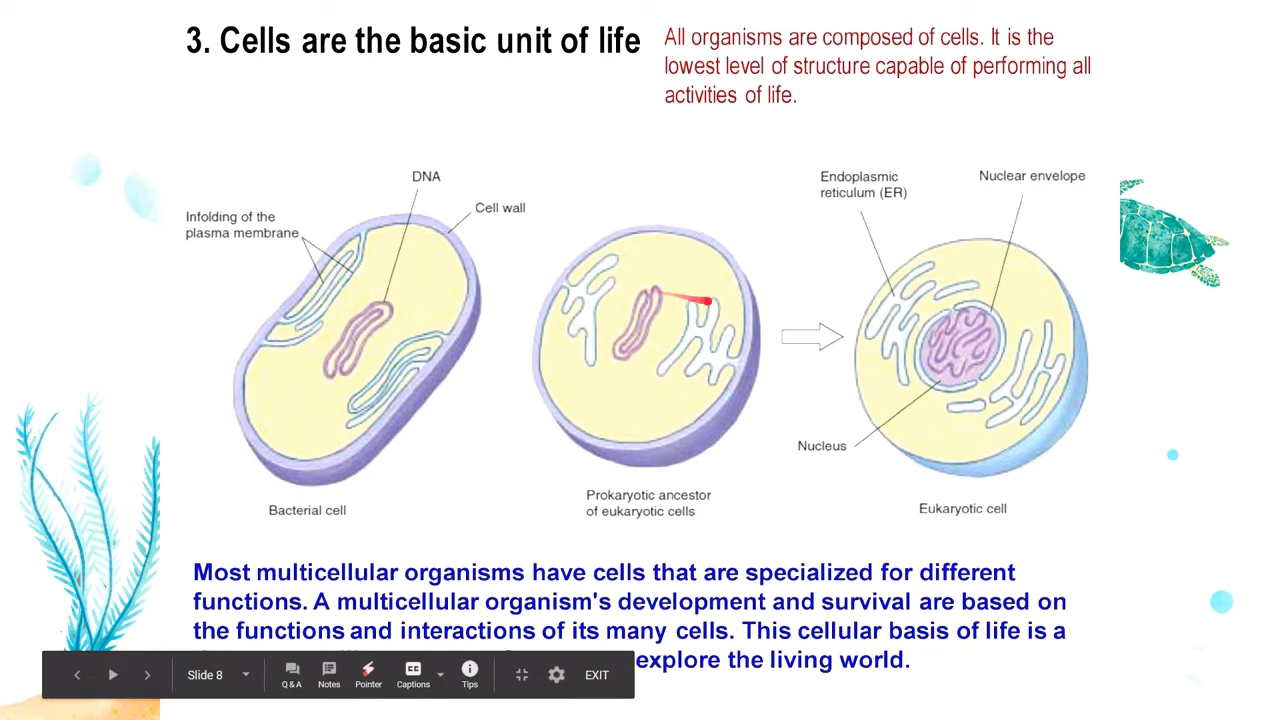 3. Cells are the basic unit of life
All organisms are composed of cells. It is the
lowest level of structure capable of performing all
activities of life.
DNA
Cell wall
Infolding of the
plasma membrane
Endoplasmic
reticulum (ER)
Nuclear envelope
Nucleus
Bacterial cell
Prokaryotic ancestor
of eukaryotic cells
Eukaryotic cell
Most multicellular organisms have cells that are specialized for different
functions. A multicellular organism's development and survival are based on
the functions and interactions of its many cells. This cellular basis of life is a
explore the living world.
Slide 8
Q & A
Notes
Pointer
Captions
Tips
EXIT